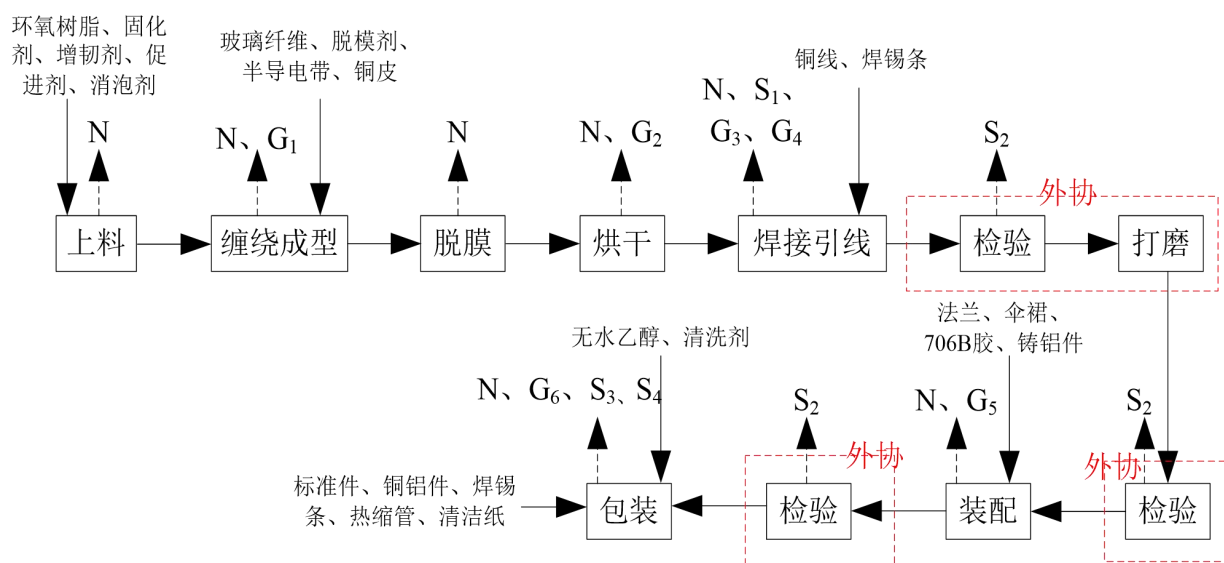 环氧树脂、固化
剂、增韧剂、促
进剂、消泡剂
玻璃纤维、脱模剂、
半导电带、铜皮
铜线、焊锡条
N
N、G1
N
N、G2
N、S1、
G3、G4
S2
外协
上料
缠绕成型
脱膜
烘干
焊接引线
检验
打磨
无水乙醇、清洗剂
法兰、伞裙、
706B胶、铸铝件
N、G6、S3、S4
S2
N、G5
S2
外协
外协
标准件、铜铝件、焊锡
条、热缩管、清洁纸
包装
检验
装配
检验